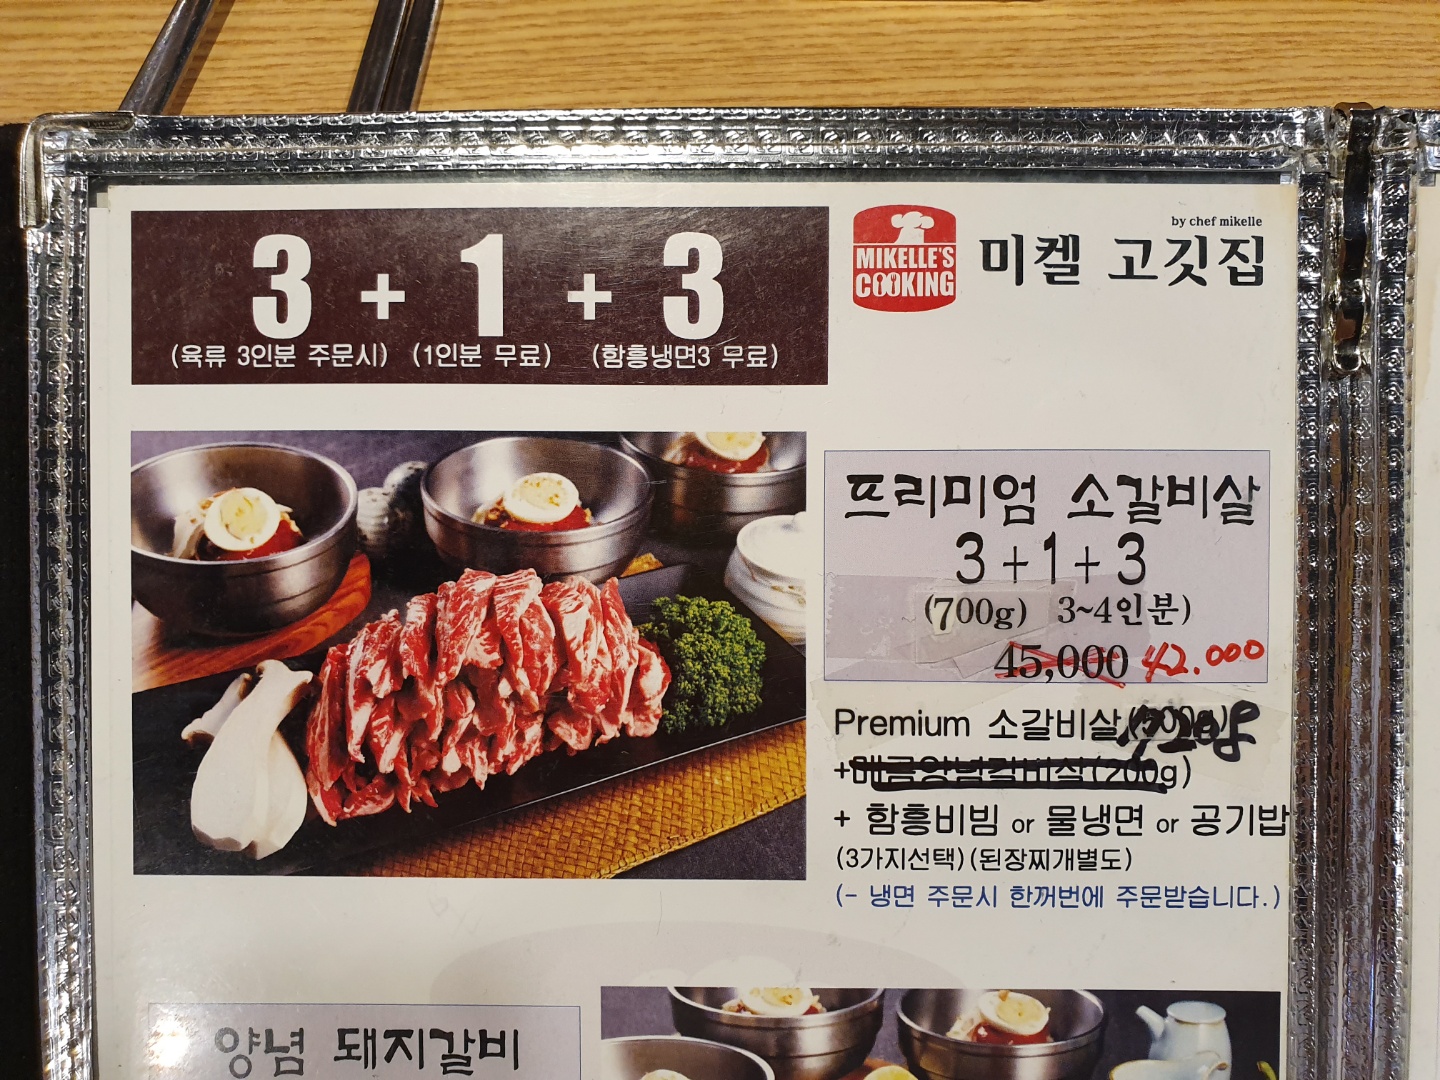 3 + 1 + 3
(육류 3인분 주문시) (1인분 무료) (함흥냉면3 무료)
MIKELLE'S
COOKING
by chef mikelle
미켈 고깃집
프리미엄 소갈비살
3+1+3
(700g) 3~4인분)
45,000 42.000
Premium 소갈비살
+ (200g)
+ 함흥비빔 or 물냉면 or 공기밥
(3가지선택)(된장찌개별도)
(- 냉면 주문시 한꺼번에 주문받습니다.)
양념 돼지갈비